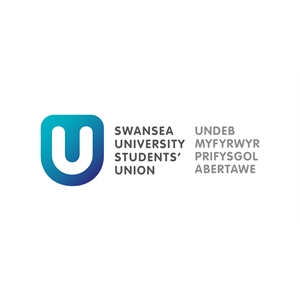 U
SWANSEA
UNIVERSITY
STUDENTS'
UNION
UNDEB
MYFYRWYR
PRIFYSGOL
ABERTAWE